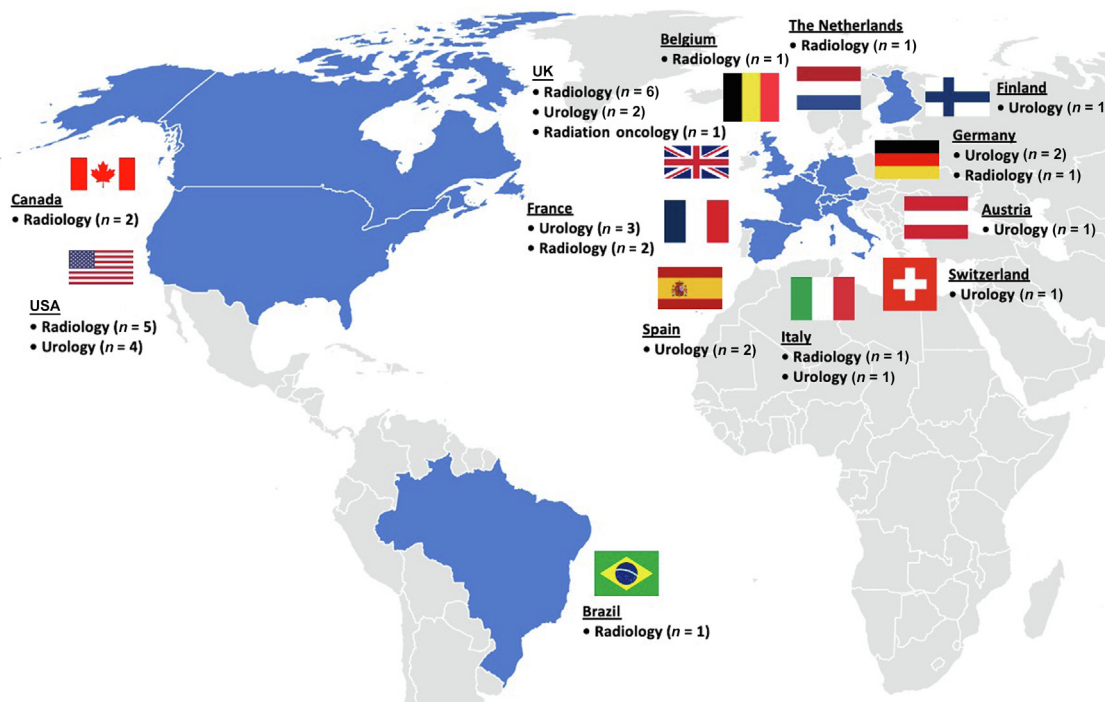 The Netherlands
• Radiology (n = 1)
Belgium
• Radiology (n = 1)
UK
• Radiology (n = 6)
• Urology (n = 2)
• Radiation oncology (n = 1)
Finland
• Urology (n = 1
Germany
• Urology (n = 2)
• Radiology (n = 1)
Canada
• Radiology (n = 2)
France
• Urology (n = 3)
• Radiology (n = 2)
Austria
• Urology (n = 1)
USA
• Radiology (n = 5)
• Urology (n = 4)
Switzerland
• Urology (n = 1)
Spain
• Urology (n = 2)
Italy
• Radiology (n = 1)
• Urology (n = 1)
Brazil
• Radiology (n = 1)